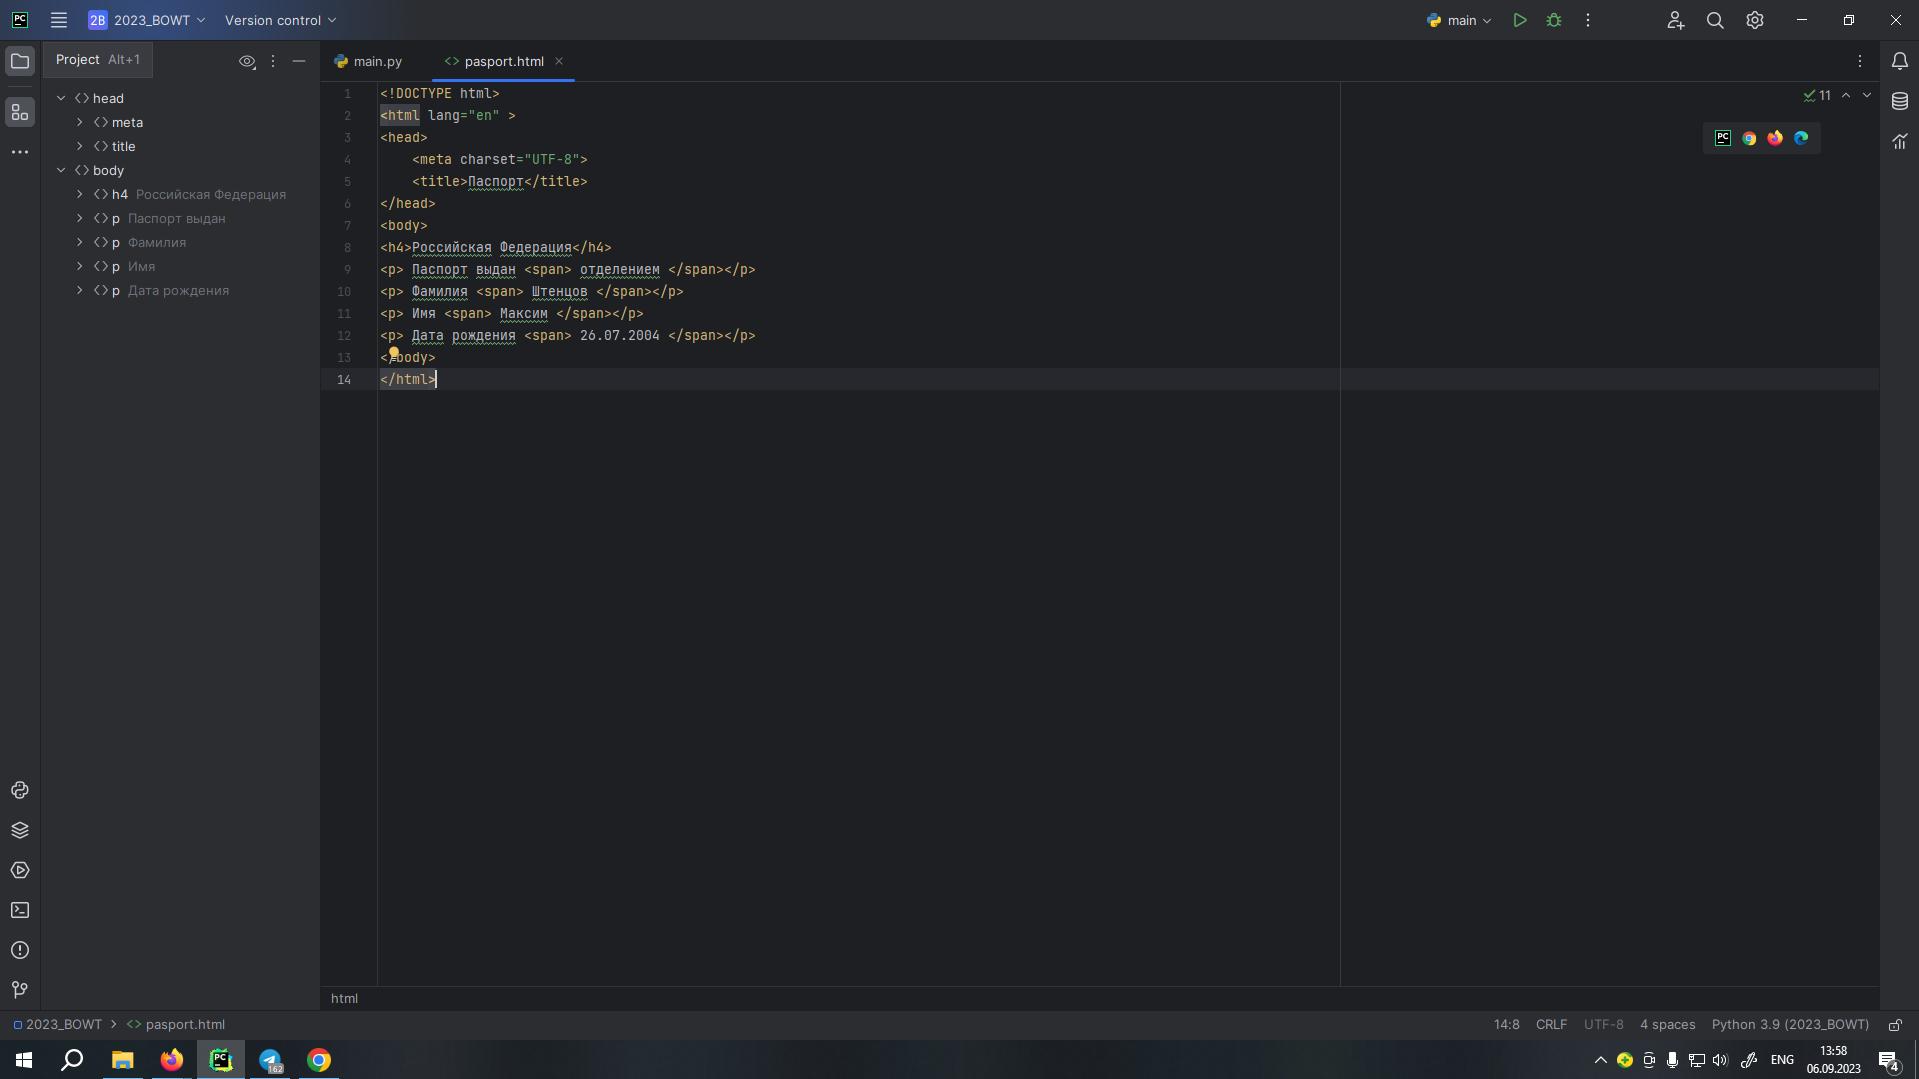 PC 2B 2023_BOWT Version control main
Project Alt+1
main.py pasport.html
head
meta
title
body
h4 Российская Федерация
p Паспорт выдан
p Фамилия
p Имя
p Дата рождения
1 <!DOCTYPE html>
2 <html lang="en" >
3 <head>
4 <meta charset="UTF-8">
5 <title>Паспорт</title>
6 </head>
7 <body>
8 <h4>Российская Федерация</h4>
9 <p> Паспорт выдан <span> отделением </span></p>
10 <p> Фамилия <span> Штенцов </span></p>
11 <p> Имя <span> Максим </span></p>
12 <p> Дата рождения <span> 26.07.2004 </span></p>
13 </body>
14 </html>
11
PC
html
2023_BOWT pasport.html 14:8 CRLF UTF-8 4 spaces Python 3.9 (2023_BOWT)
PC 162 ENG 13:58
06.09.2023 4